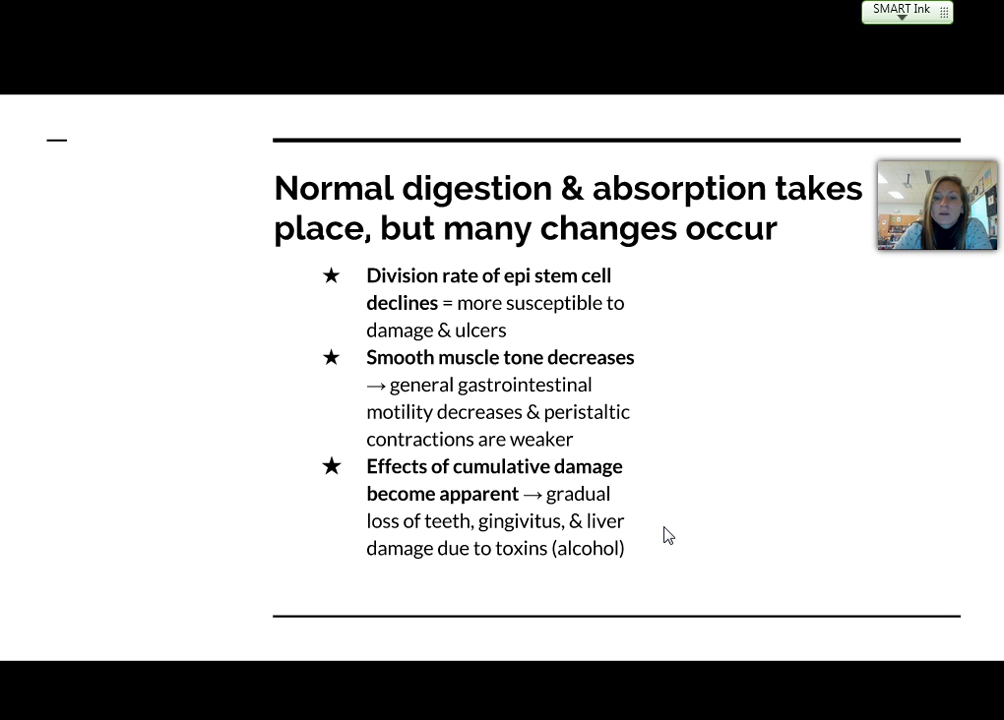 SMART Ink
Normal digestion & absorption takes
place, but many changes occur
★ Division rate of epi stem cell
declines = more susceptible to
damage & ulcers
★ Smooth muscle tone decreases
→ general gastrointestinal
motility decreases & peristaltic
contractions are weaker
★ Effects of cumulative damage
become apparent → gradual
loss of teeth, gingivitus, & liver
damage due to toxins (alcohol)